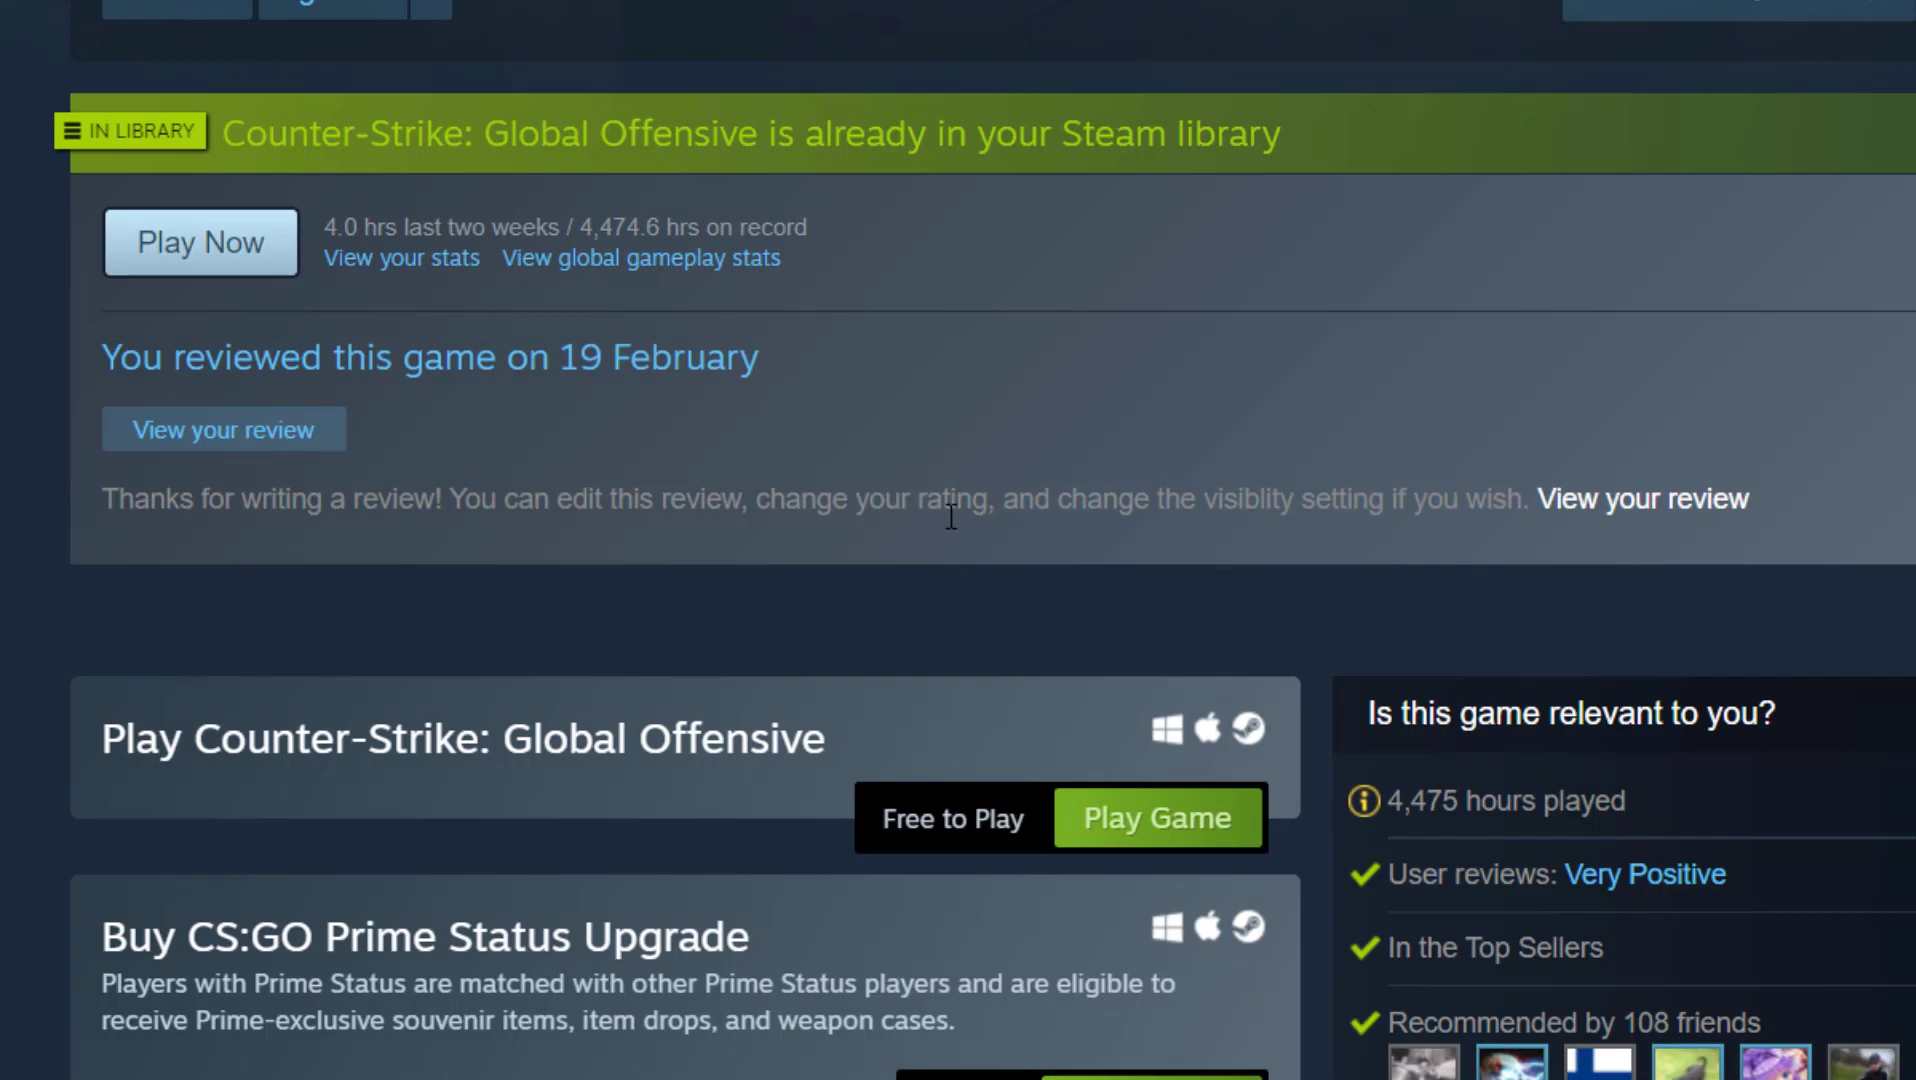 IN LIBRARY
Counter-Strike: Global Offensive is already in your Steam library
Play Now
4.0 hrs last two weeks / 4,474.6 hrs on record
View your stats View global gameplay stats
You reviewed this game on 19 February
View your review
Thanks for writing a review! You can edit this review, change your rating, and change the visiblity setting if you wish. View your review
Play Counter-Strike: Global Offensive
Free to Play
Play Game
Buy CS:GO Prime Status Upgrade
Players with Prime Status are matched with other Prime Status players and are eligible to
receive Prime-exclusive souvenir items, item drops, and weapon cases.
Is this game relevant to you?
4,475 hours played
User reviews: Very Positive
In the Top Sellers
Recommended by 108 friends